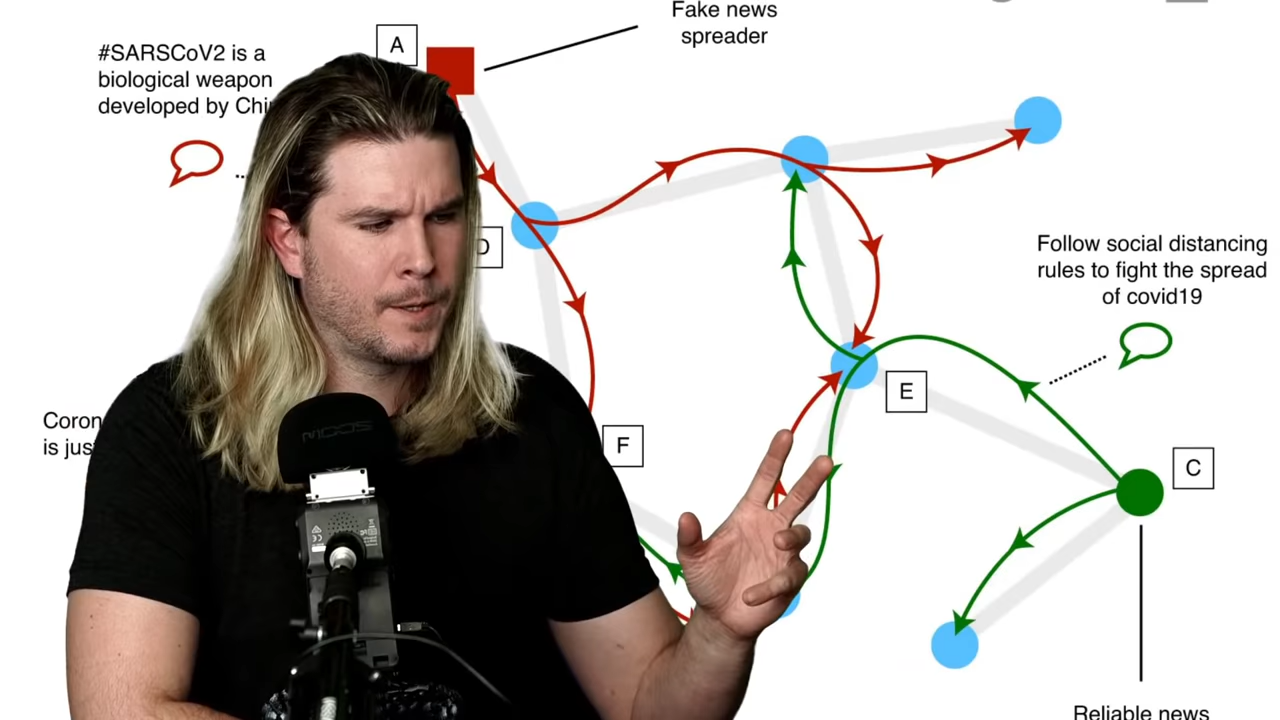 A
Fake news
spreader
#SARSCoV2 is a
biological weapon
developed by
D
Follow social distancing
rules to fight the spread
of covid19
E
is
F
C
Reliable news